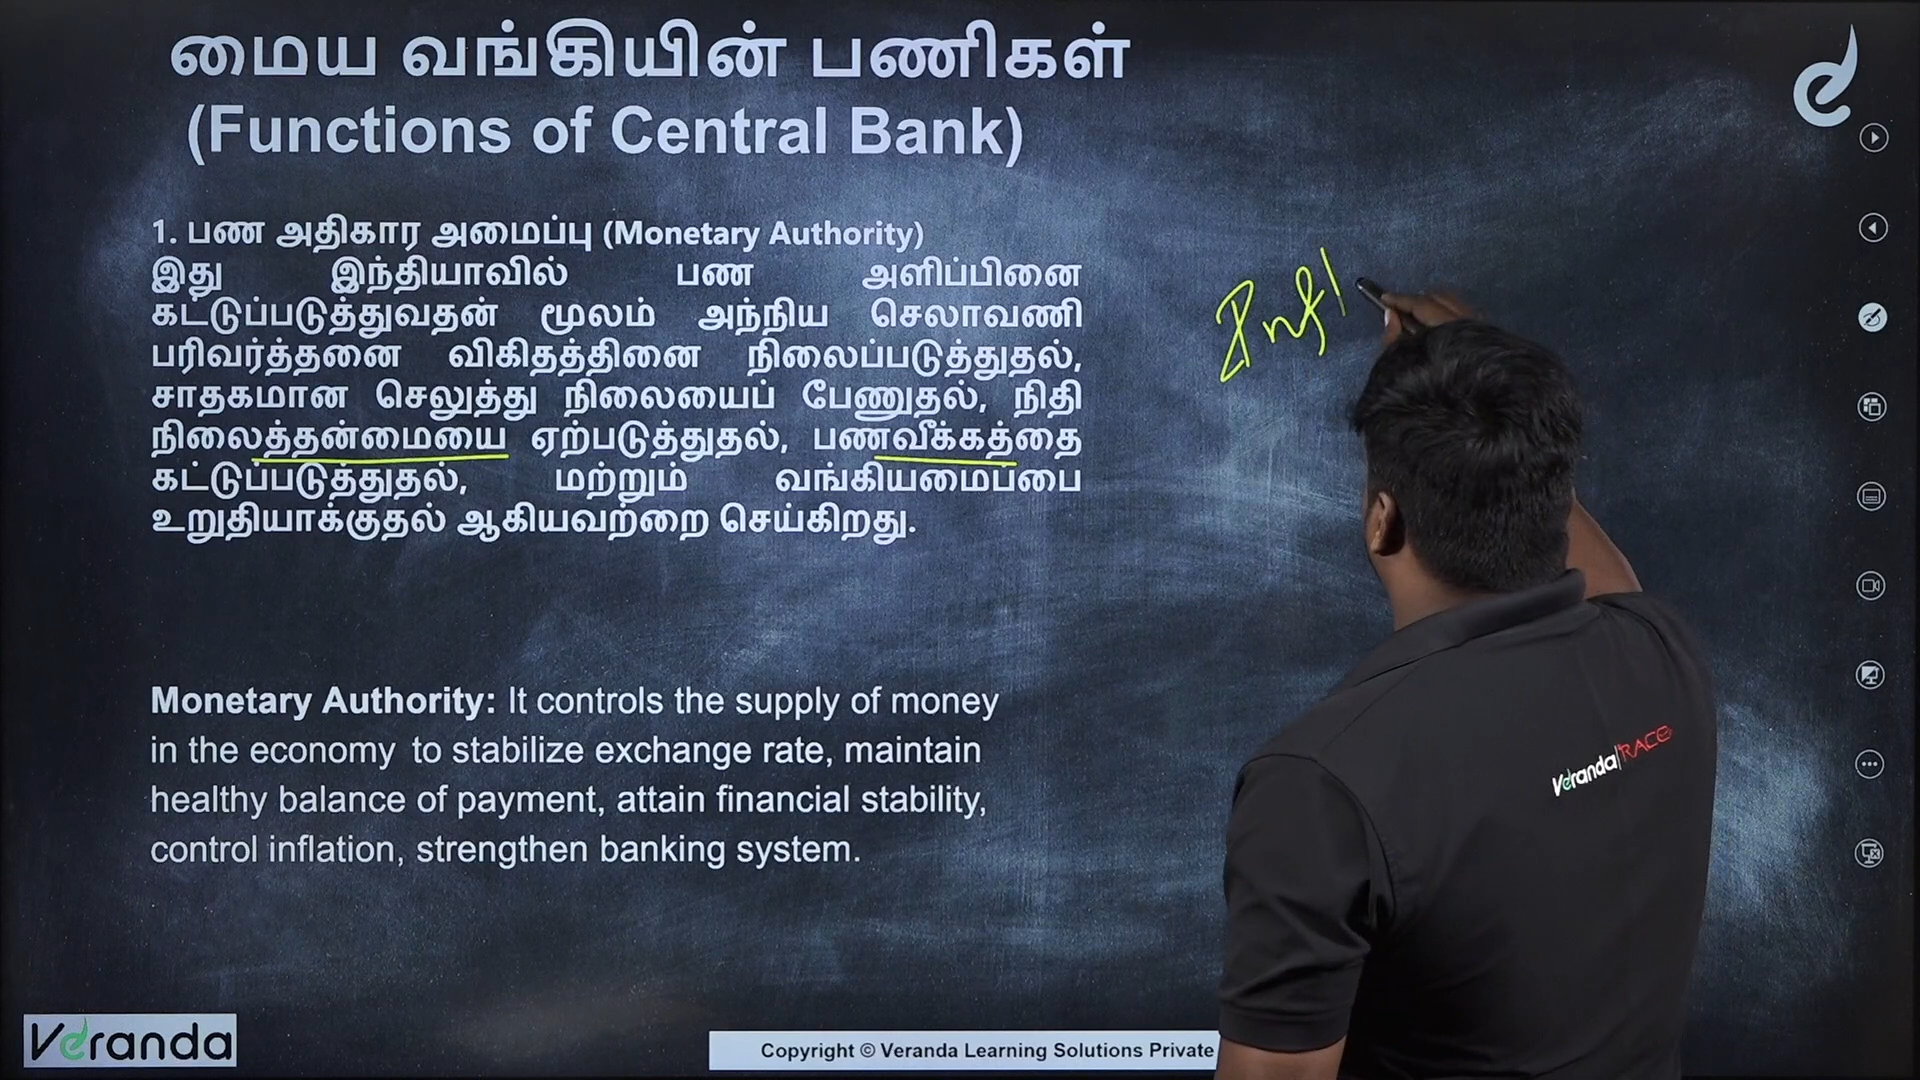 மைய வங்கியின் பணிகள்
(Functions of Central Bank)
1. பண அதிகார அமைப்பு (Monetary Authority)
இது இந்தியாவில் பண அளிப்பினை
கட்டுப்படுத்துவதன் மூலம் அந்நிய செலாவணி
பரிவர்த்தனை விகிதத்தினை நிலைப்படுத்துதல்,
சாதகமான செலுத்து நிலையைப் பேணுதல், நிதி
நிலைத்தன்மையை ஏற்படுத்துதல், பணவீக்கத்தை
கட்டுப்படுத்துதல், மற்றும் வங்கியமைப்பை
உறுதியாக்குதல் ஆகியவற்றை செய்கிறது.
Infl
Monetary Authority: It controls the supply of money
in the economy to stabilize exchange rate, maintain
healthy balance of payment, attain financial stability,
control inflation, strengthen banking system.
Veranda|RACE
Veranda
Copyright © Veranda Learning Solutions Private